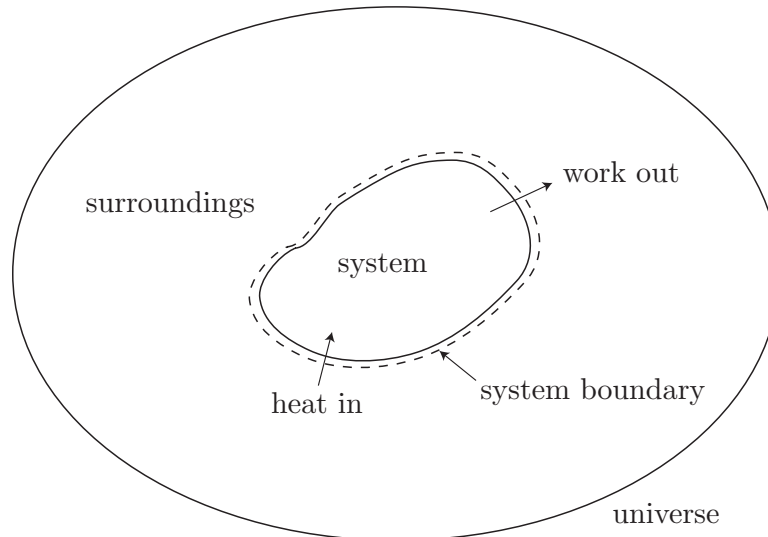 work out
surroundings
system
system boundary
heat in
universe